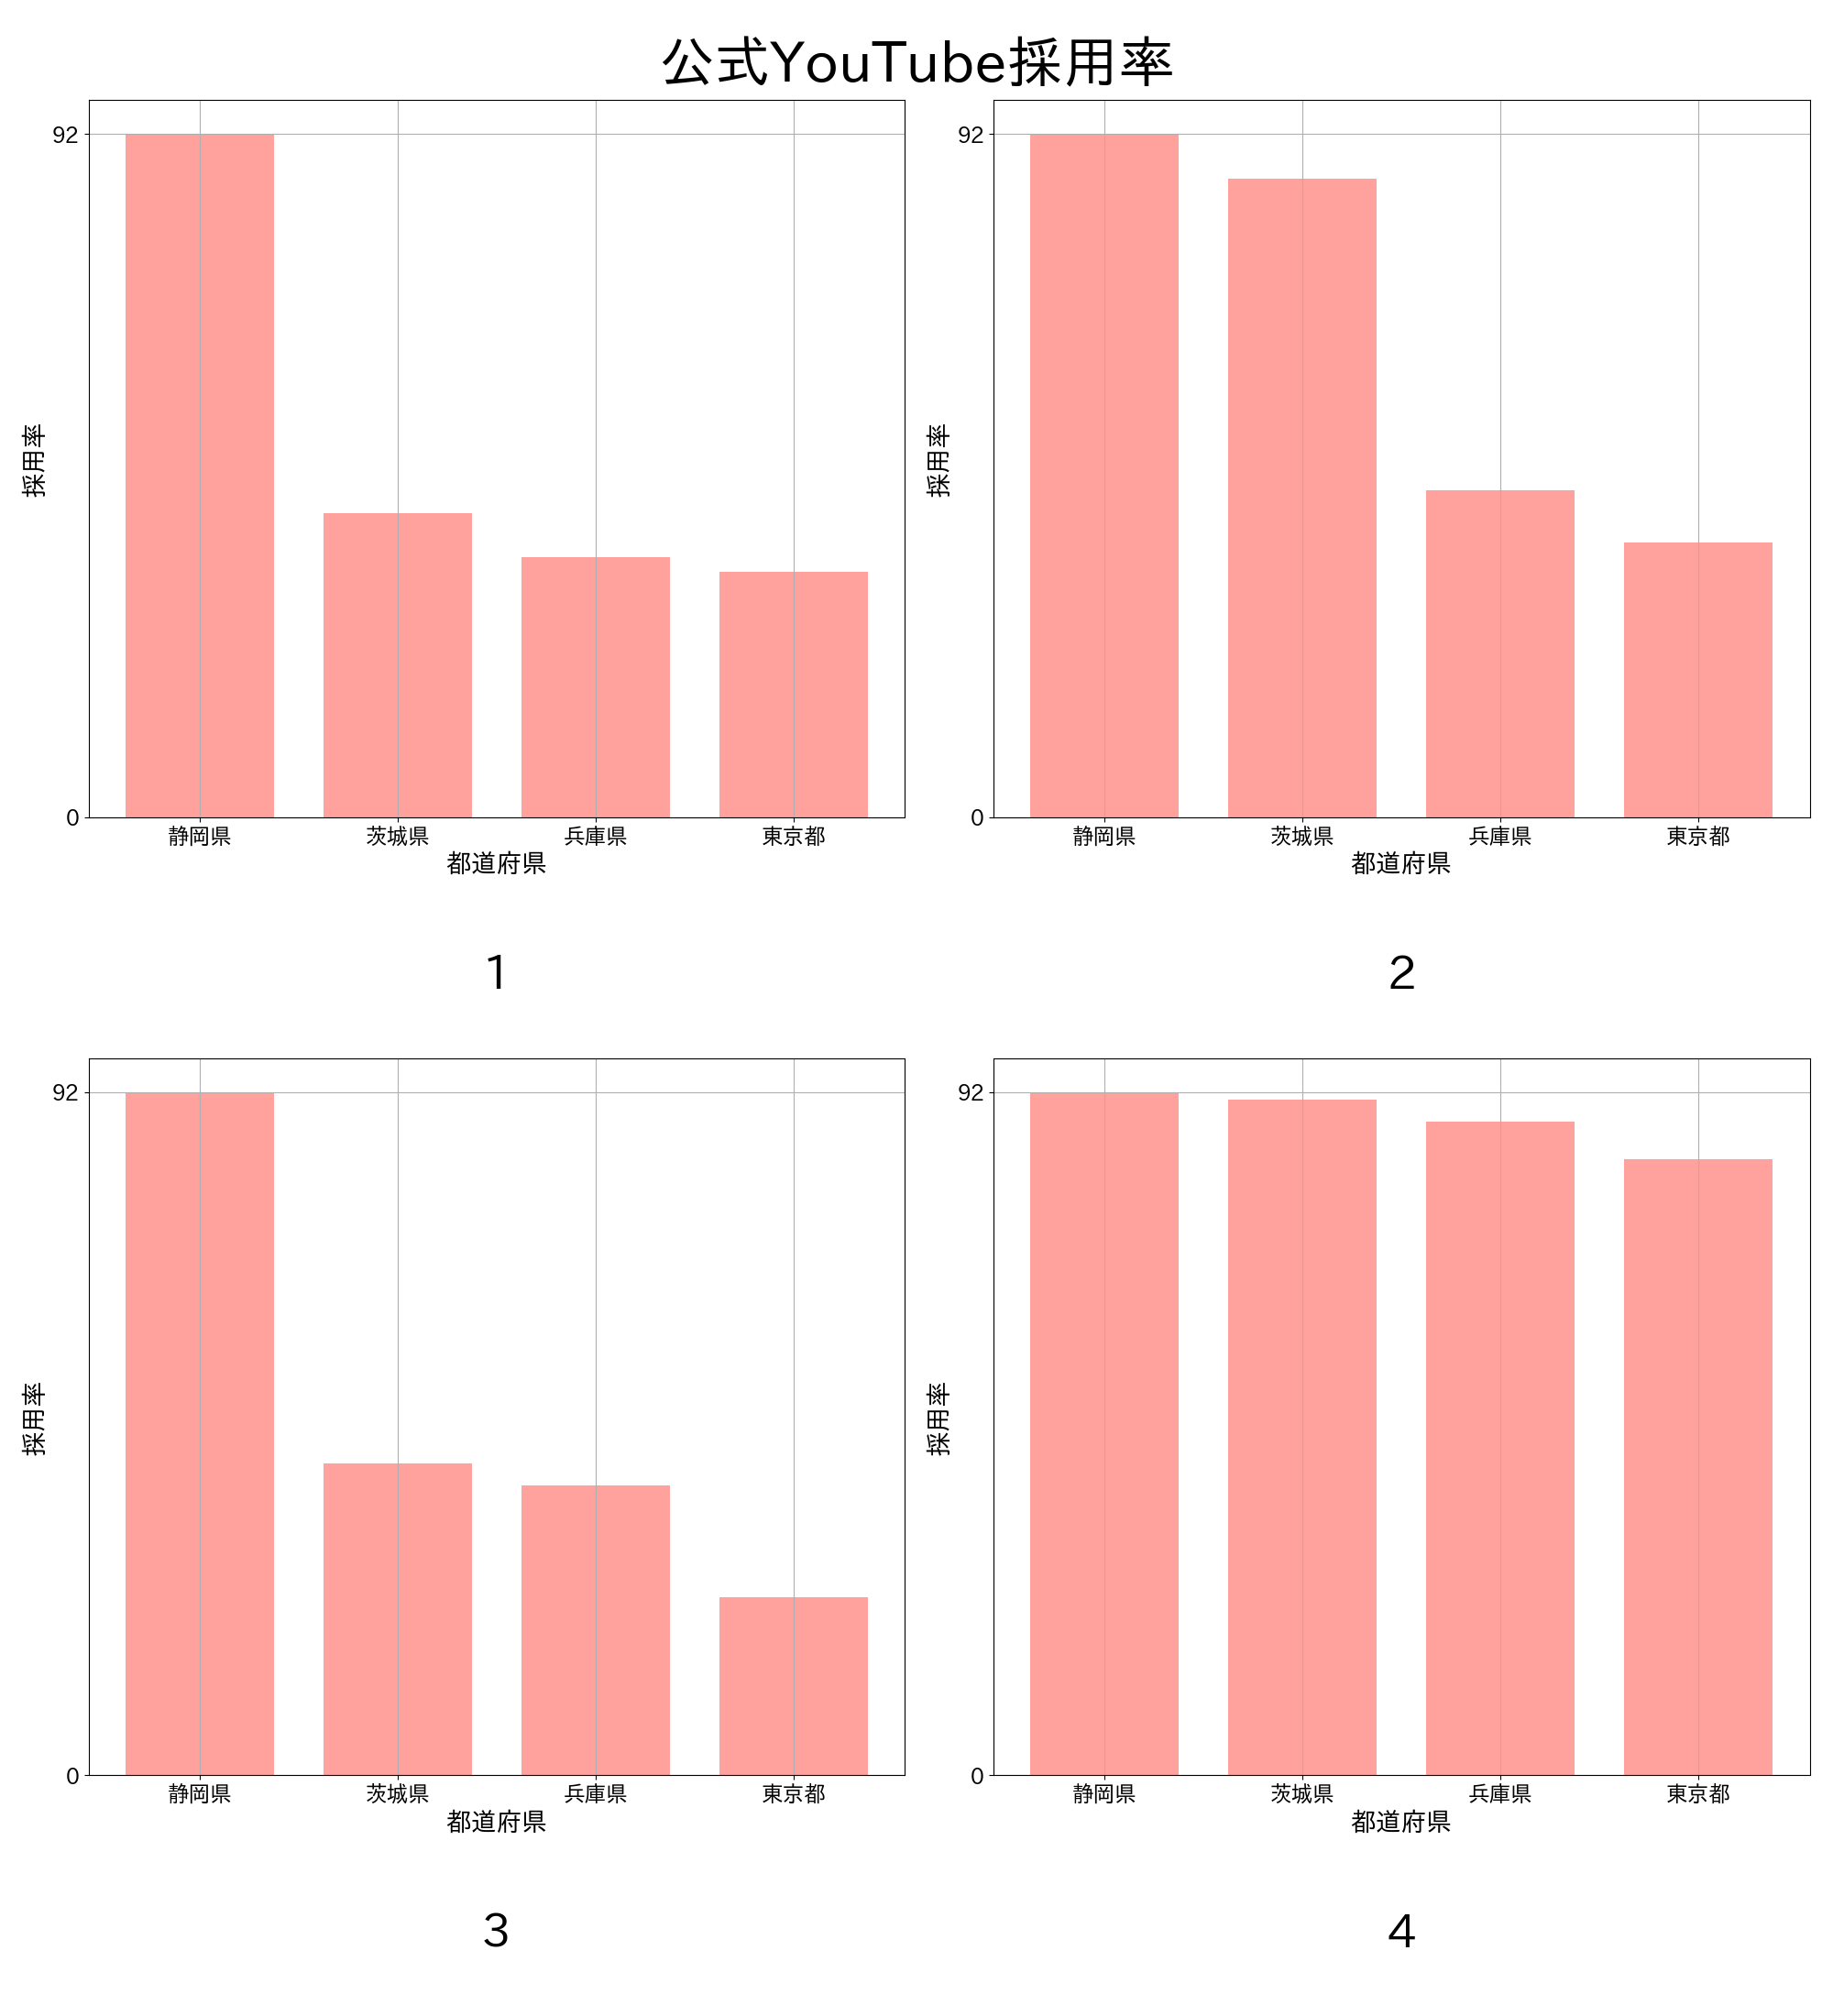 公式YouTube採用率
92
採用率
0
静岡県 茨城県 兵庫県 東京都
都道府県
1
92
採用率
0
静岡県 茨城県 兵庫県 東京都
都道府県
2
92
採用率
0
静岡県 茨城県 兵庫県 東京都
都道府県
3
92
採用率
0
静岡県 茨城県 兵庫県 東京都
都道府県
4